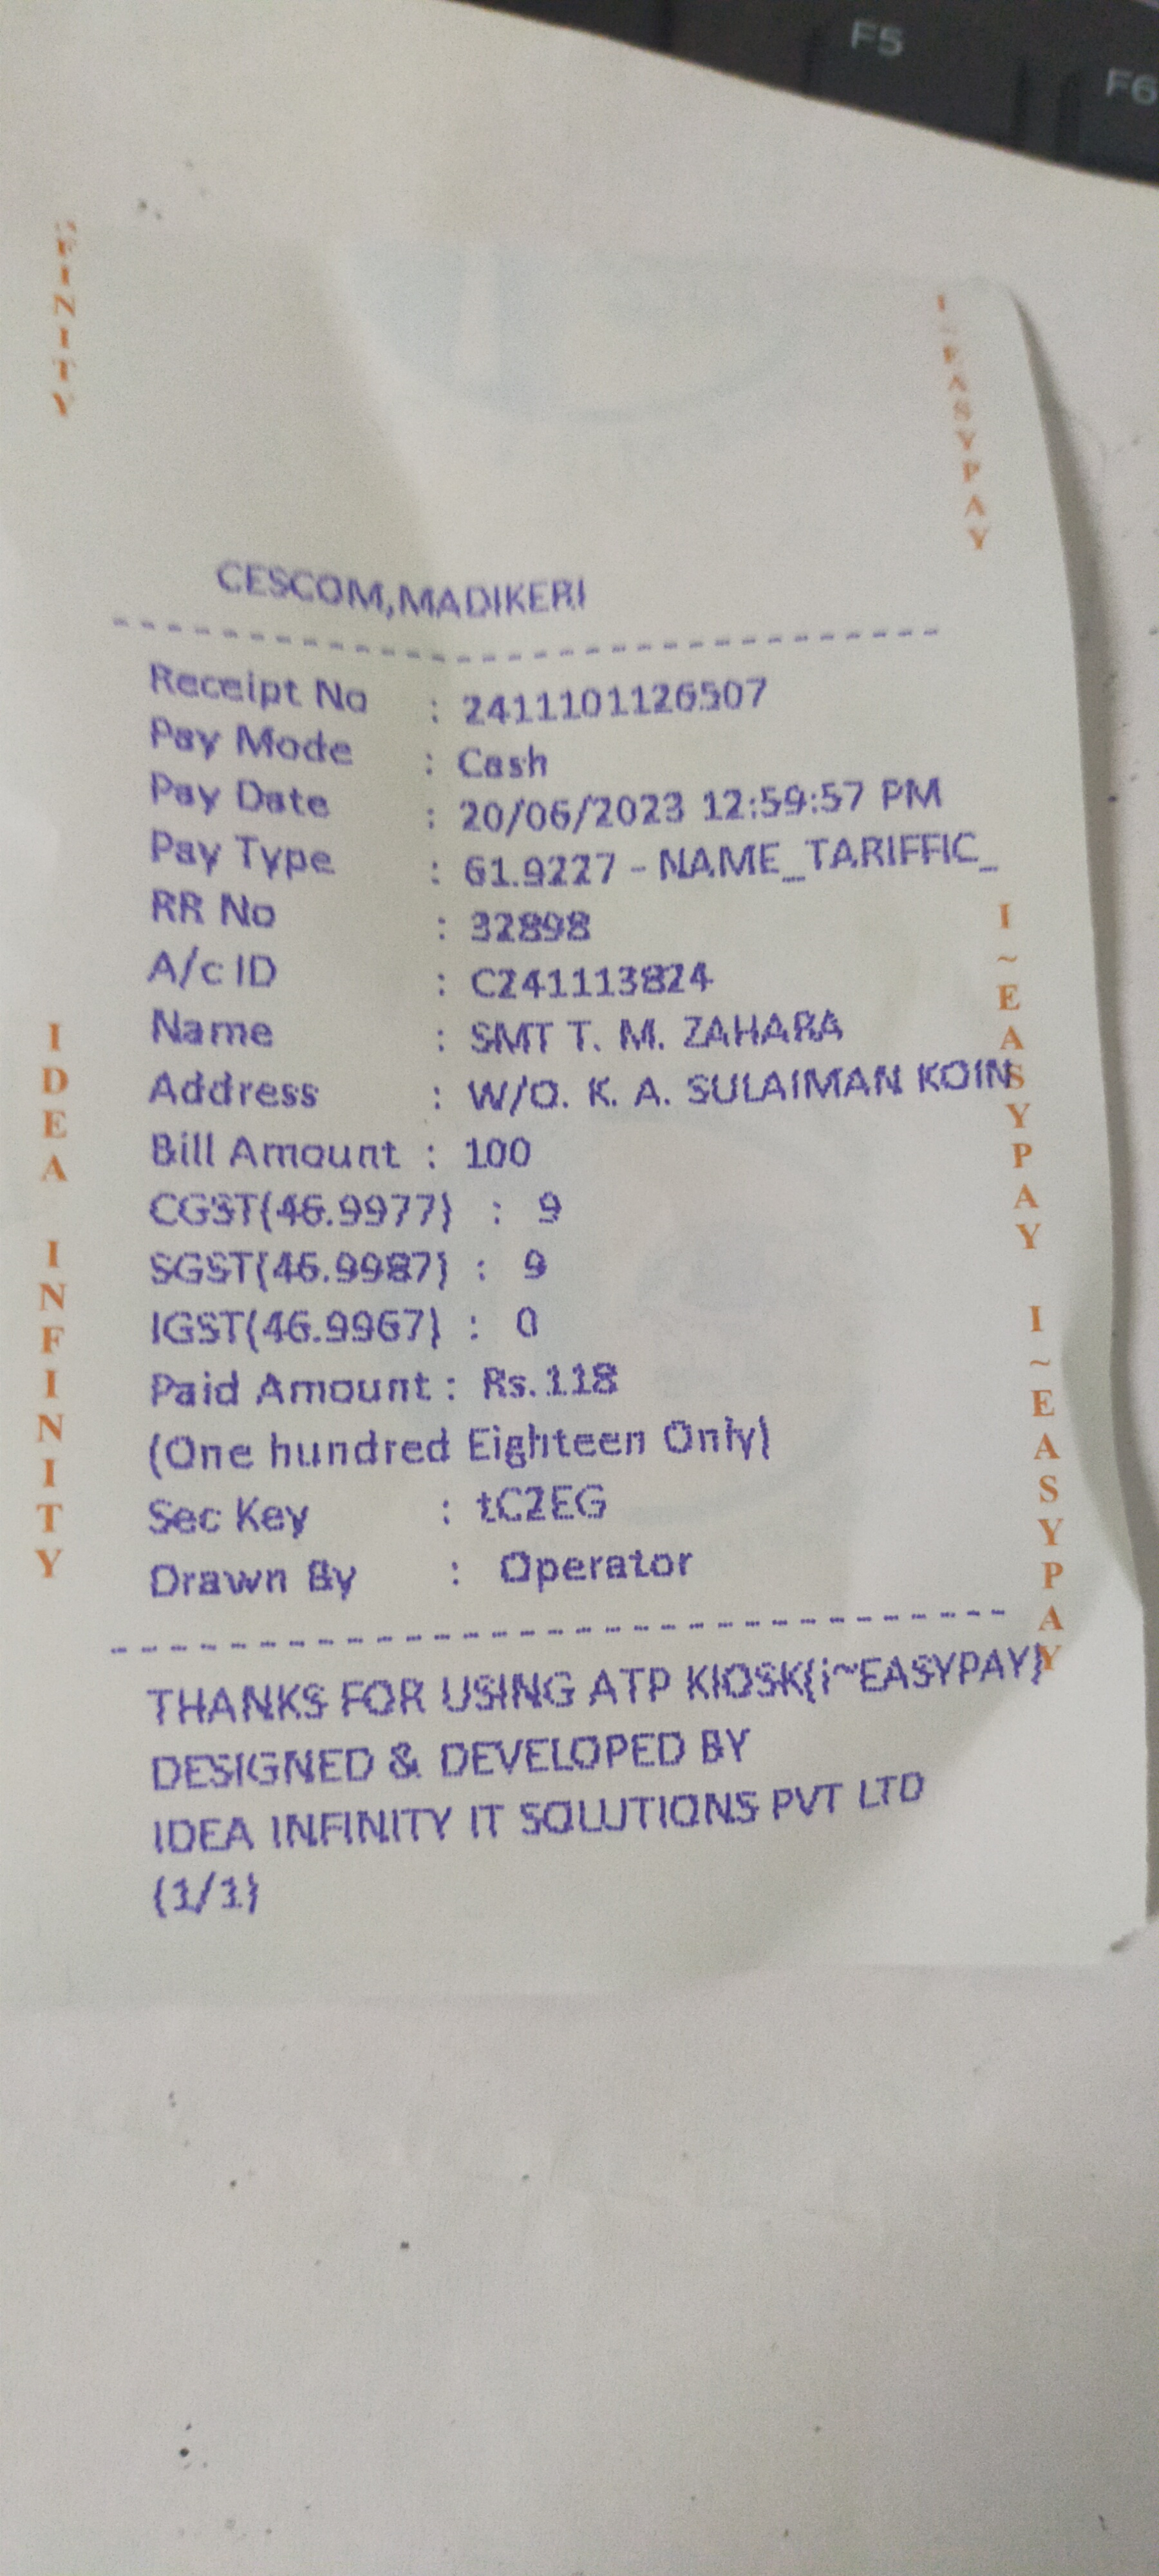 F5
F6
FINITY
I~EASYPAY
CESCOM,MADIKERI
--------------------------------
Receipt No : 2411101126507
Pay Mode : Cash
Pay Date : 20/06/2023 12:59:57 PM
Pay Type : 61.9227 - NAME_TARIFFIC_
RR No : 32898
A/c ID : C241113824
Name : SMT T. M. ZAHARA
Address : W/O. K. A. SULAIMAN KOIN
Bill Amount : 100
CGST(46.9977) : 9
SGST(46.9987) : 9
IGST(46.9967) : 0
Paid Amount : Rs.118
(One hundred Eighteen Only)
Sec Key : tC2EG
Drawn By : Operator
--------------------------------
THANKS FOR USING ATP KIOSK(i~EASYPAY)
DESIGNED & DEVELOPED BY
IDEA INFINITY IT SOLUTIONS PVT LTD
(1/1)
IDEA INFINITY
I~EASYPAY I~EASYPAY